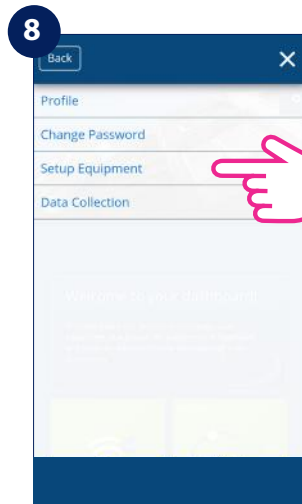 8
Back
Profile
Change Password
Setup Equipment
Data Collection
Welcome to your dashboard!